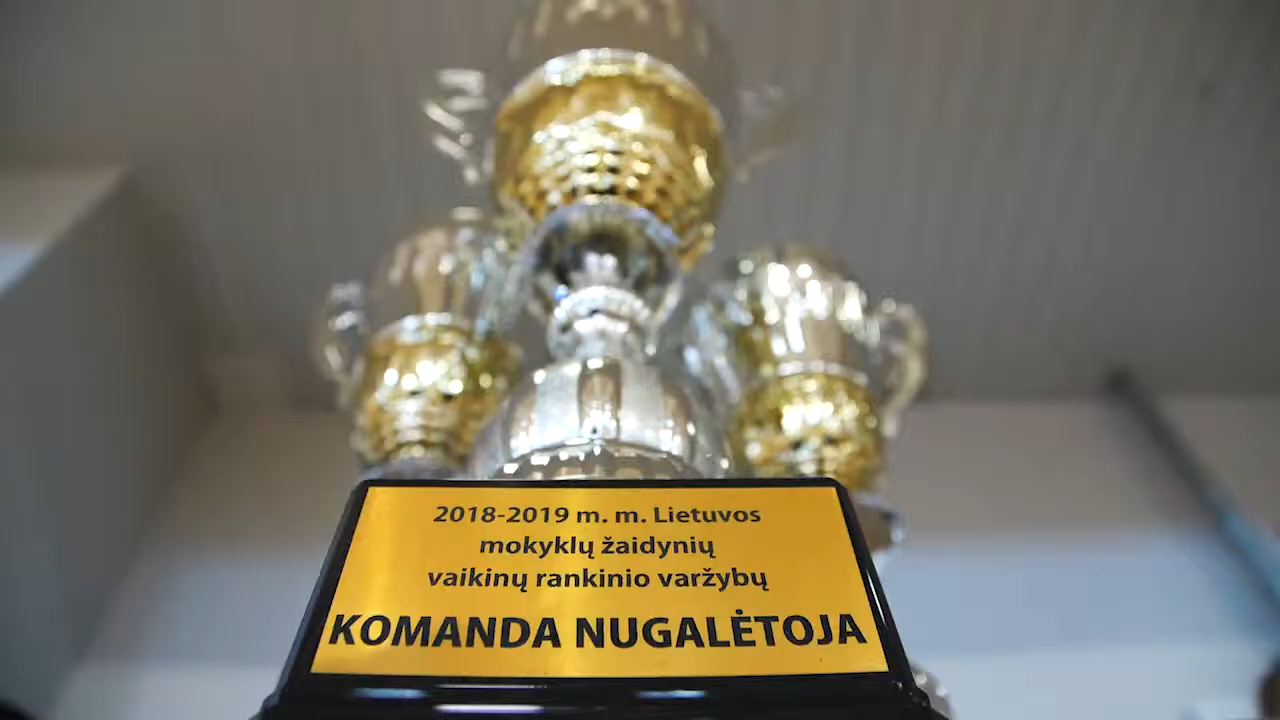 2018-2019 m. m. Lietuvos
mokyklų žaidynių
vaikinų rankinio varžybų
KOMANDA NUGALĖTOJA